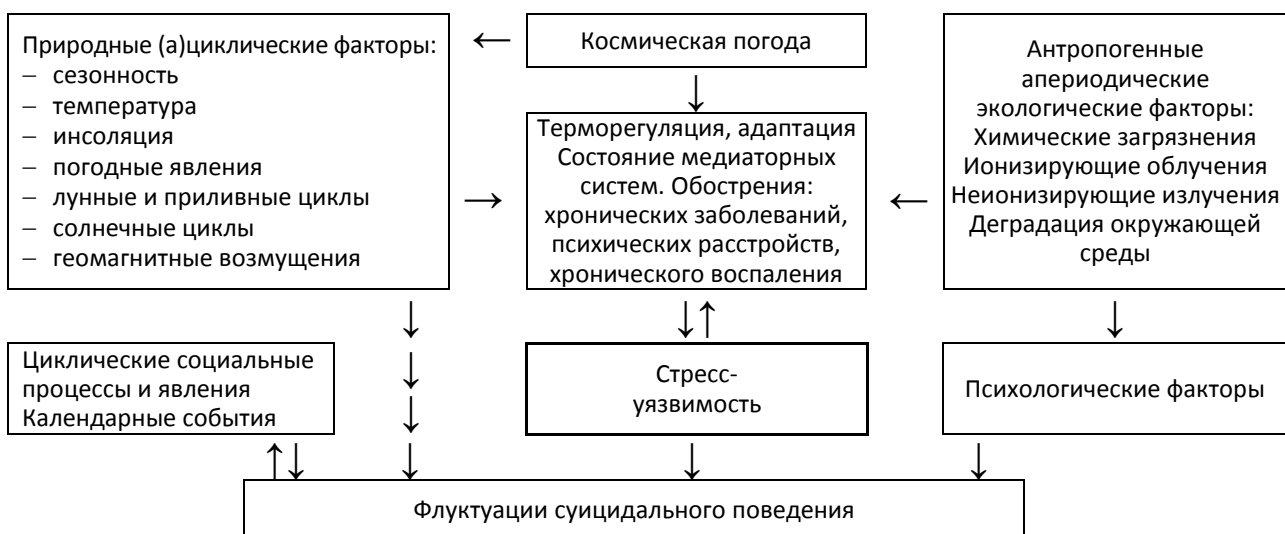 Природные (а)циклические факторы:
– сезонность
– температура
– инсоляция
– погодные явления
– лунные и приливные циклы
– солнечные циклы
– геомагнитные возмущения
Космическая погода
Терморегуляция, адаптация
Состояние медиаторных
систем. Обострения:
хронических заболеваний,
психических расстройств,
хронического воспаления
Антропогенные
апериодические
экологические факторы:
Химические загрязнения
Ионизирующие облучения
Неионизирующие излучения
Деградация окружающей
среды
Циклические социальные
процессы и явления
Календарные события
Стресс-
уязвимость
Психологические факторы
Флуктуации суицидального поведения